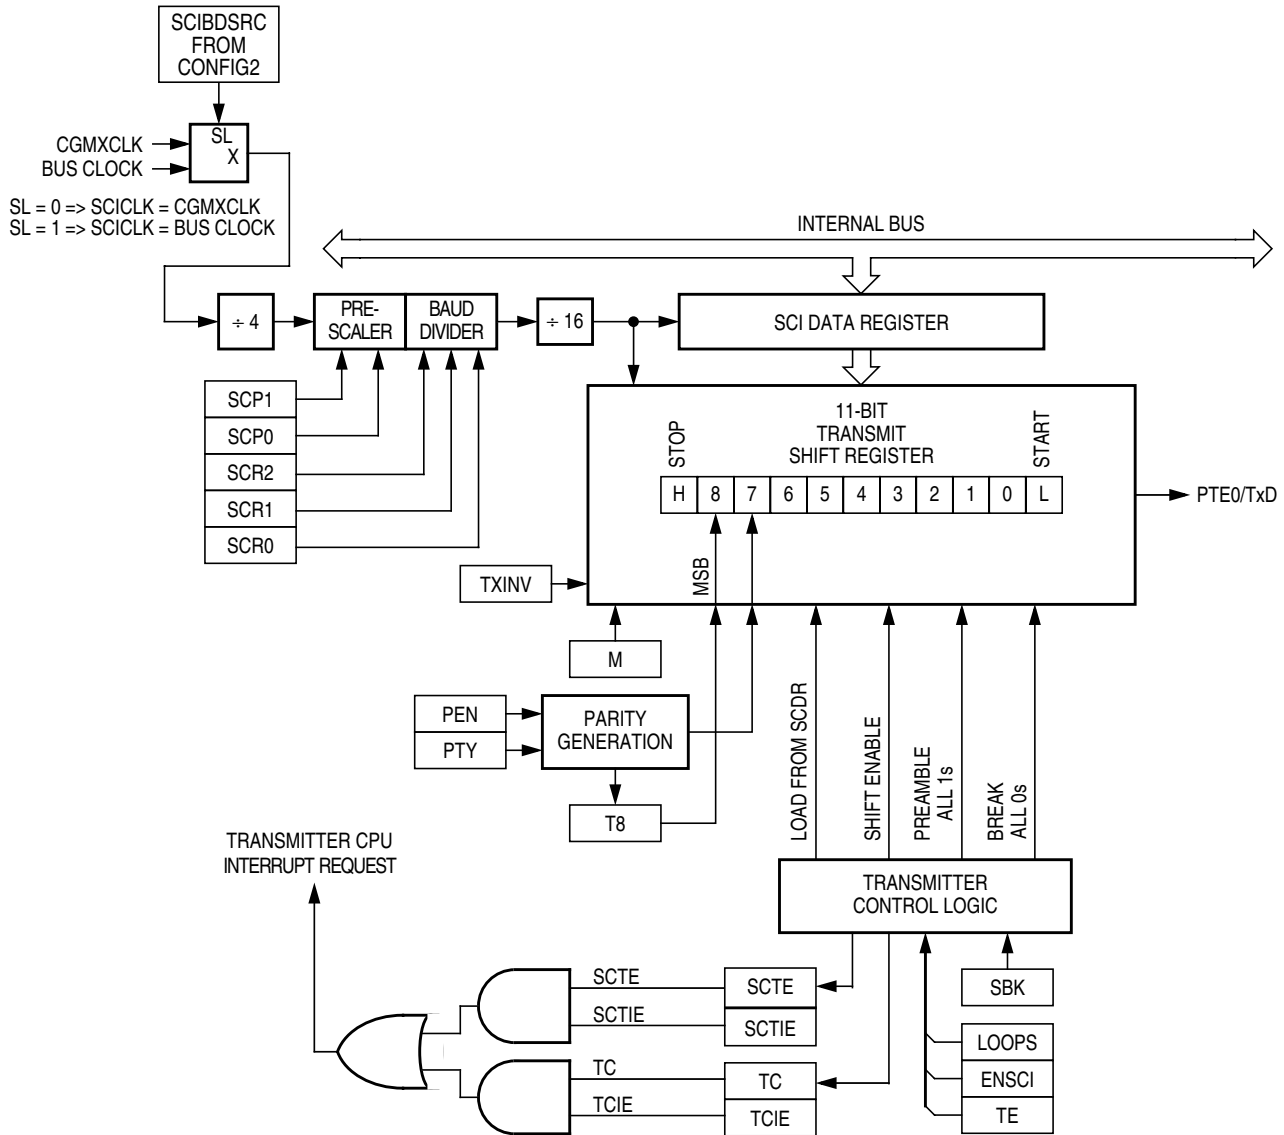 SCIBDSRC
FROM
CONFIG2
SL
X
CGMXCLK
BUS CLOCK
SL = 0 => SCICLK = CGMXCLK
SL = 1 => SCICLK = BUS CLOCK
INTERNAL BUS
÷ 4
PRE-
SCALER
BAUD
DIVIDER
÷ 16
SCI DATA REGISTER
SCP1
SCP0
SCR2
SCR1
SCR0
11-BIT
TRANSMIT
SHIFT REGISTER
STOP
START
H 8 7 6 5 4 3 2 1 0 L
PTE0/TxD
MSB
TXINV
M
PEN
PTY
PARITY
GENERATION
T8
LOAD FROM SCDR
SHIFT ENABLE
PREAMBLE
ALL 1s
BREAK
ALL 0s
TRANSMITTER CPU
INTERRUPT REQUEST
TRANSMITTER
CONTROL LOGIC
SCTE
SCTE
SCTIE
SCTIE
TC
TC
TCIE
TCIE
SBK
LOOPS
ENSCI
TE